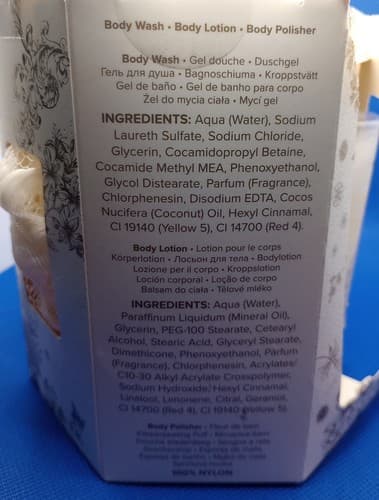 Body Wash • Body Lotion • Body Polisher
Body Wash • Gel douche • Duschgel
Гель для душа • Bagnoschiuma • Kroppstvätt
Gel de baño • Gel de banho para corpo
Żel do mycia ciała • Mycí gel
INGREDIENTS: Aqua (Water), Sodium
Laureth Sulfate, Sodium Chloride,
Glycerin, Cocamidopropyl Betaine,
Cocamide Methyl MEA, Phenoxyethanol,
Glycol Distearate, Parfum (Fragrance),
Chlorphenesin, Disodium EDTA, Cocos
Nucifera (Coconut) Oil, Hexyl Cinnamal,
CI 19140 (Yellow 5), CI 14700 (Red 4).
Body Lotion • Lotion pour le corps
Körperlotion • Лосьон для тела • Bodylotion
Lozione per il corpo • Kroppslotion
Loción corporal • Loção de corpo
Balsam do ciała • Tělové mléko
INGREDIENTS: Aqua (Water),
Paraffinum Liquidum (Mineral Oil),
Glycerin, PEG-100 Stearate, Cetearyl
Alcohol, Stearic Acid, Glyceryl Stearate,
Dimethicone, Phenoxyethanol, Parfum
(Fragrance), Chlorphenesin, Acrylates/
C10-30 Alkyl Acrylate Crosspolymer,
Sodium Hydroxide, Hexyl Cinnamal,
Linalool, Limonene, Citral, Geraniol,
CI 14700 (Red 4), CI 19140 (Yellow 5).
Body Polisher • Fleur de bain
100% NYLON